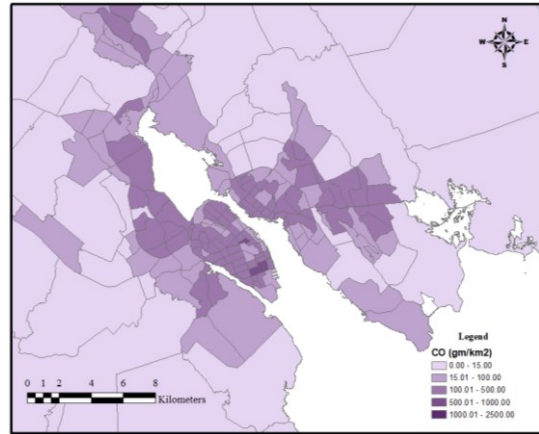 N
W E
S
Legend
CO (gm/km2)
0.00 - 15.00
15.01 - 100.00
100.01 - 500.00
500.01 - 1000.00
1000.01 - 2500.00
0 1 2 4 6 8
Kilometers